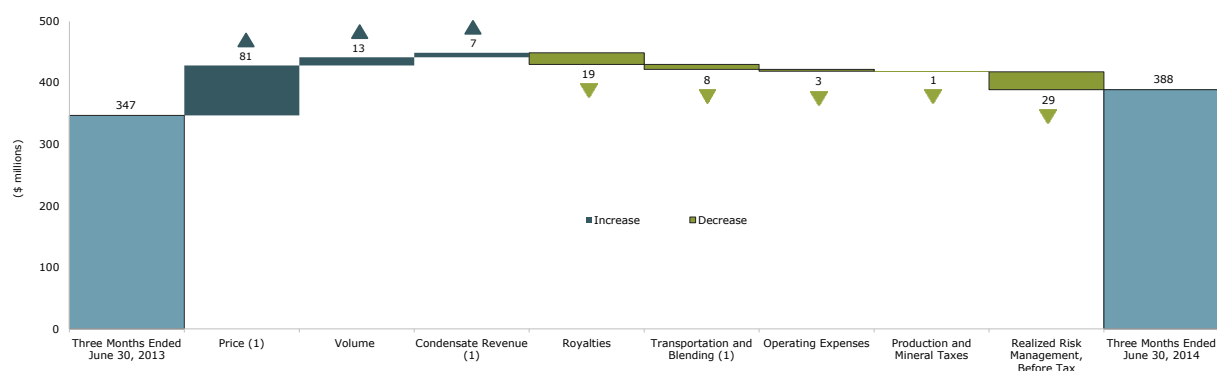 500
400
300
200
100
0
($ millions)
347
81
13
7
19
8
3
1
29
388
Increase
Decrease
Three Months Ended
June 30, 2013
Price (1)
Volume
Condensate Revenue
(1)
Royalties
Transportation and
Blending (1)
Operating Expenses
Production and
Mineral Taxes
Realized Risk
Management,
Before Tax
Three Months Ended
June 30, 2014